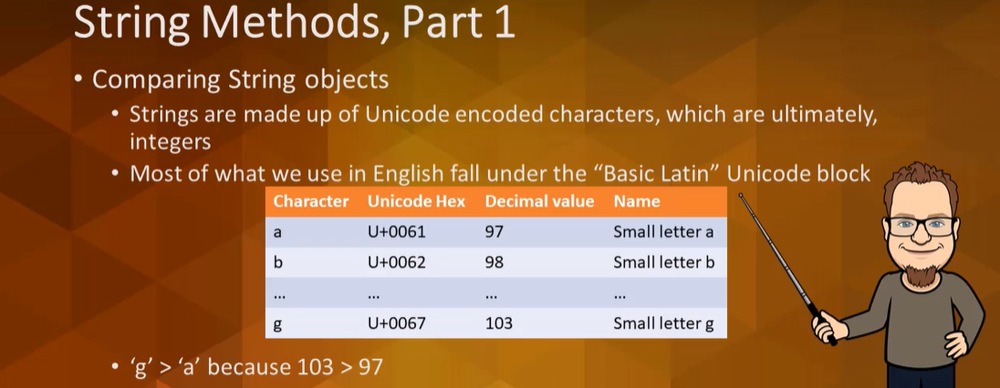 String Methods, Part 1
• Comparing String objects
• Strings are made up of Unicode encoded characters, which are ultimately,
integers
• Most of what we use in English fall under the “Basic Latin” Unicode block
Character Unicode Hex Decimal value Name
a U+0061 97 Small letter a
b U+0062 98 Small letter b
... ... ... ...
g U+0067 103 Small letter g
• ‘g’ > ‘a’ because 103 > 97